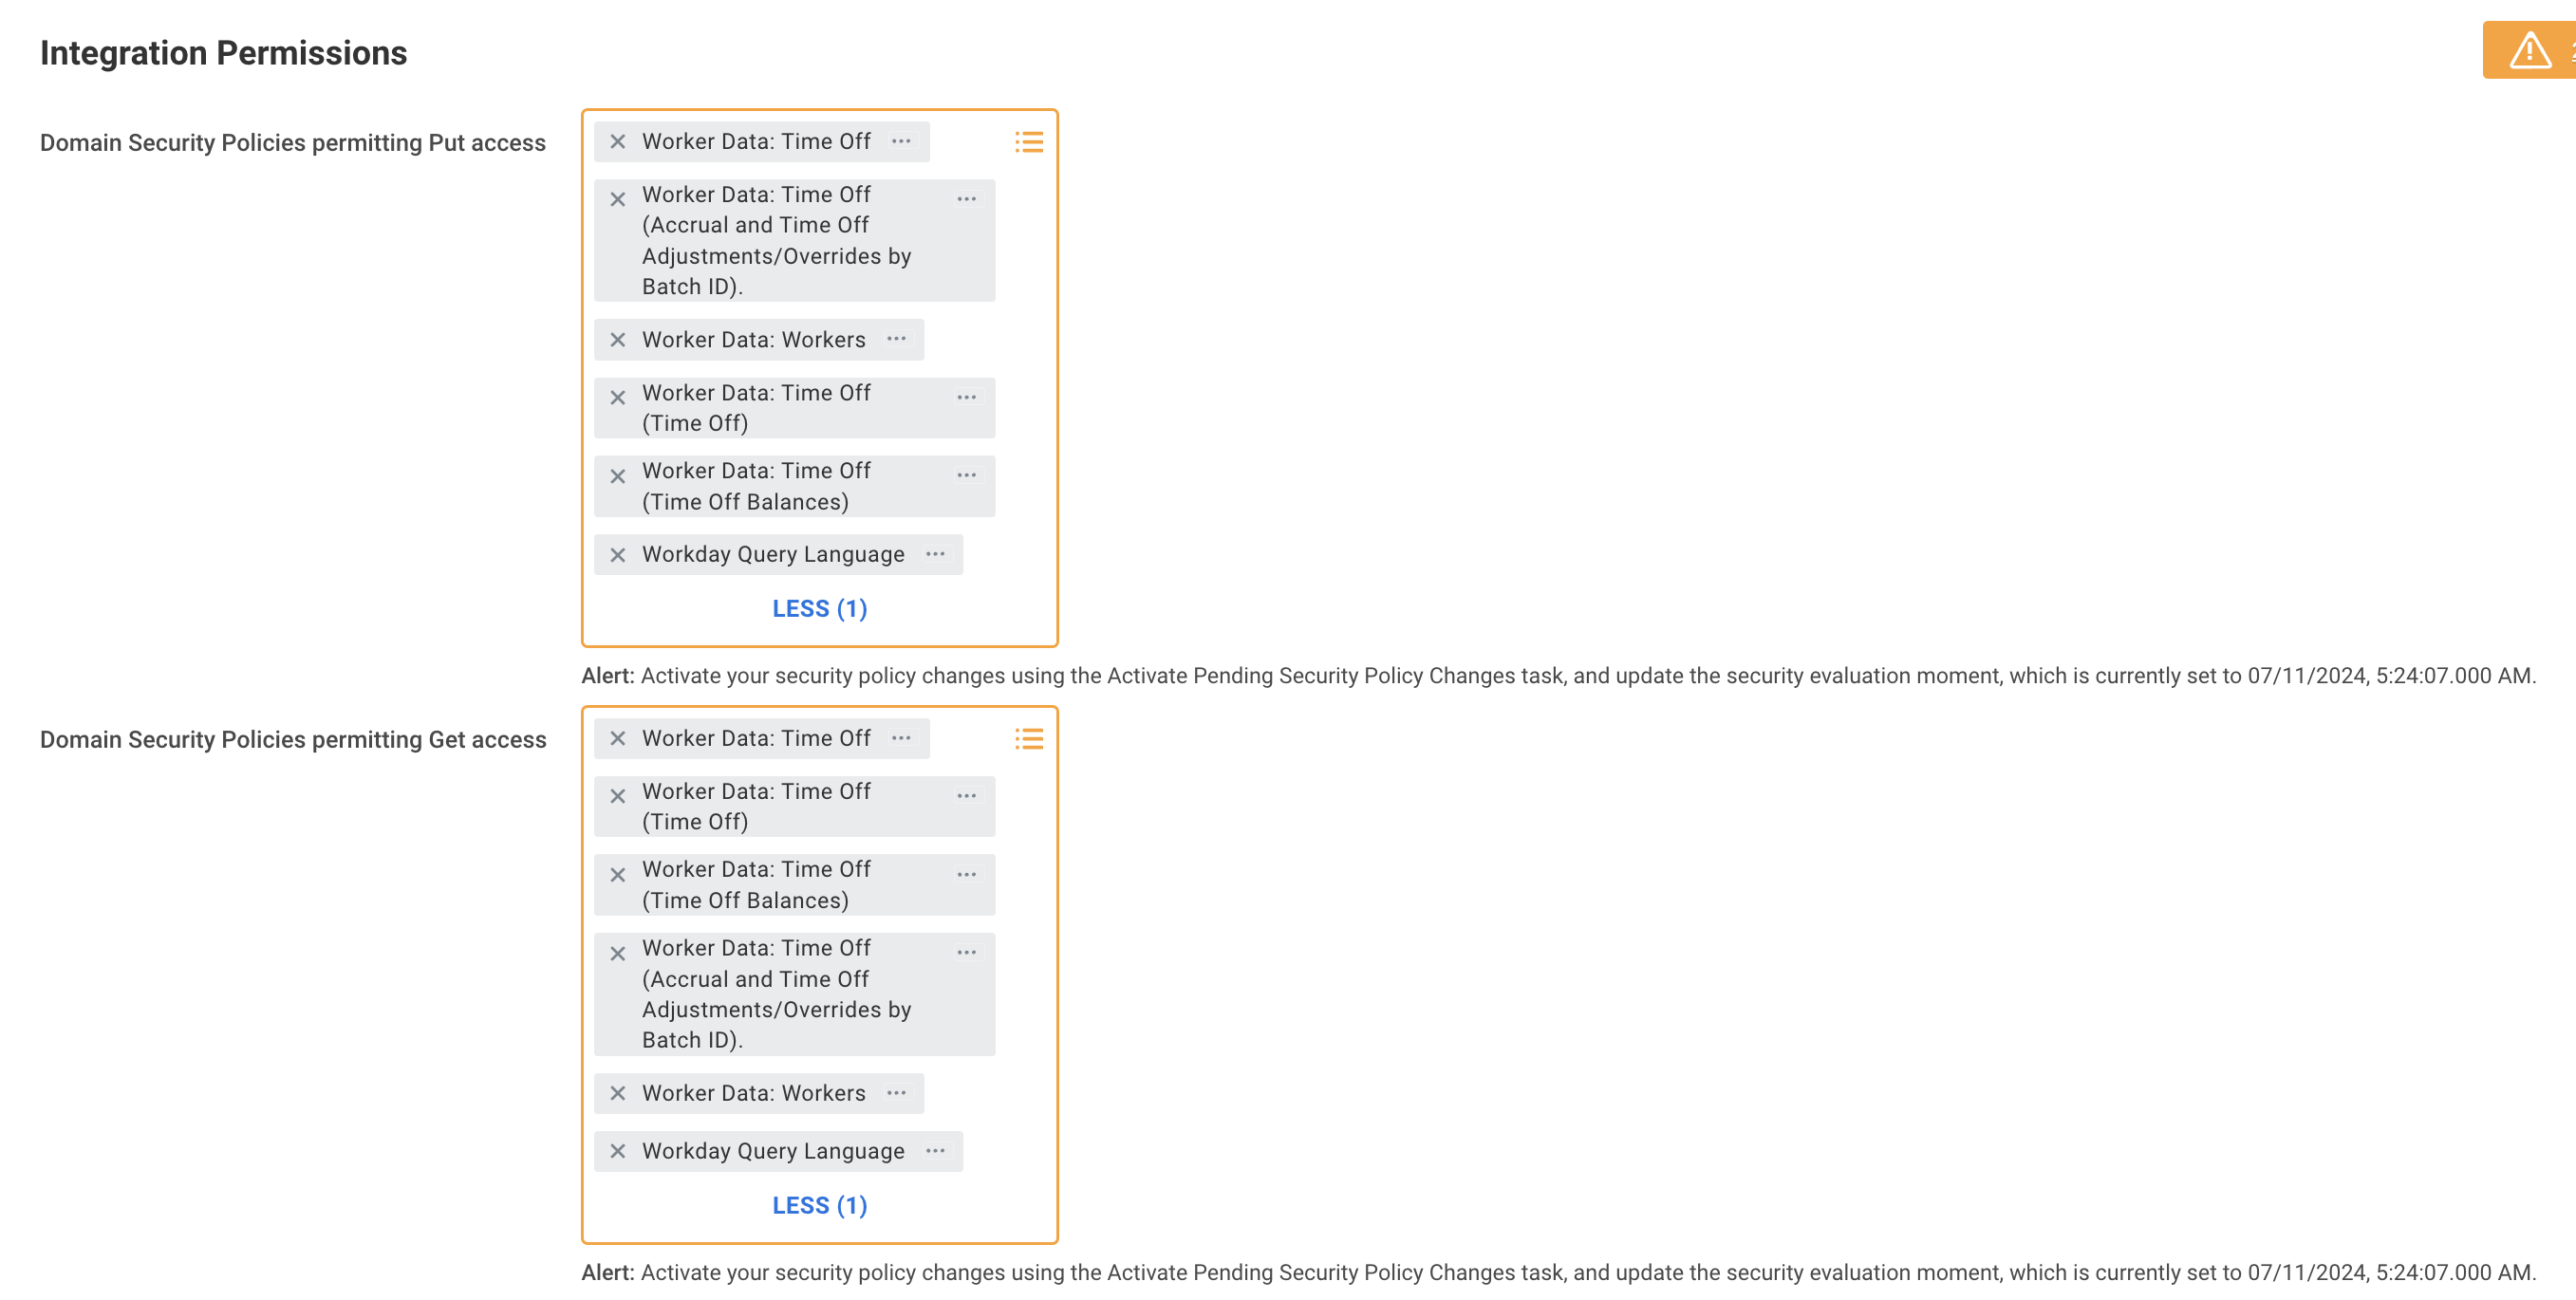 Integration Permissions
Domain Security Policies permitting Put access
Worker Data: Time Off
Worker Data: Time Off
(Accrual and Time Off
Adjustments/Overrides by
Batch ID).
Worker Data: Workers
Worker Data: Time Off
(Time Off)
Worker Data: Time Off
(Time Off Balances)
Workday Query Language
LESS (1)
Alert: Activate your security policy changes using the Activate Pending Security Policy Changes task, and update the security evaluation moment, which is currently set to 07/11/2024, 5:24:07.000 AM.
Domain Security Policies permitting Get access
Worker Data: Time Off
Worker Data: Time Off
(Time Off)
Worker Data: Time Off
(Time Off Balances)
Worker Data: Time Off
(Accrual and Time Off
Adjustments/Overrides by
Batch ID).
Worker Data: Workers
Workday Query Language
LESS (1)
Alert: Activate your security policy changes using the Activate Pending Security Policy Changes task, and update the security evaluation moment, which is currently set to 07/11/2024, 5:24:07.000 AM.